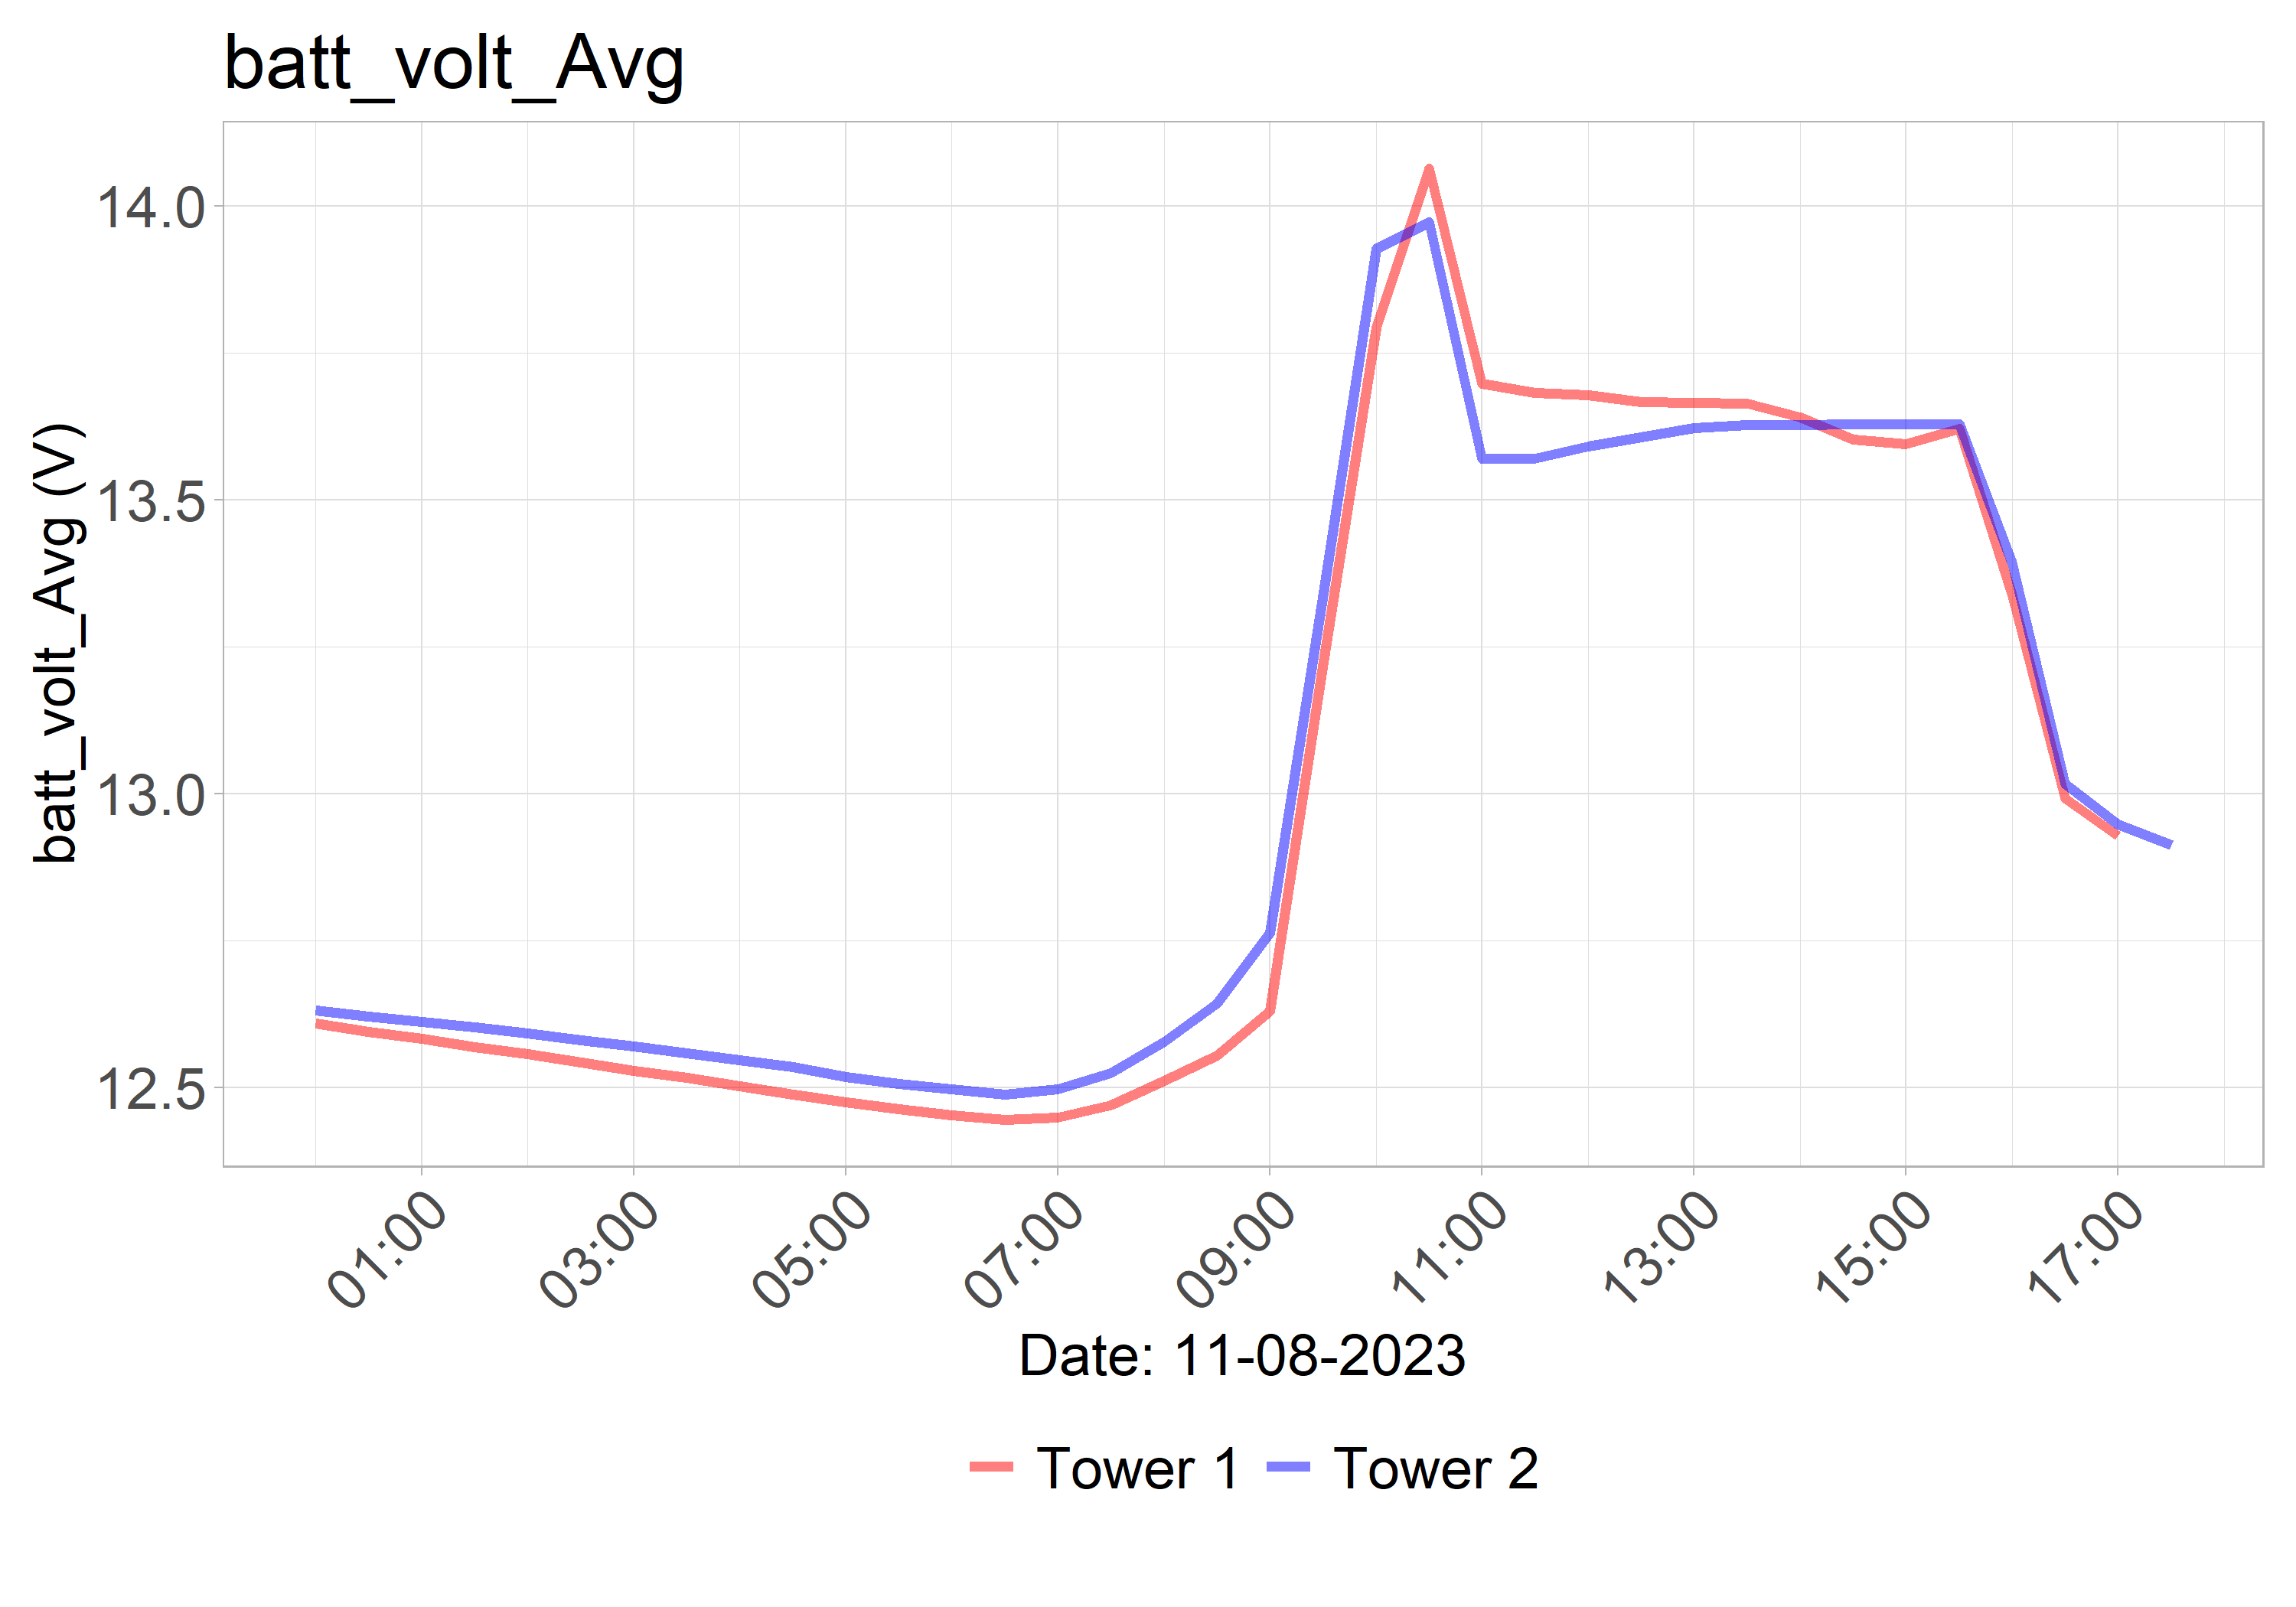 batt_volt_Avg
batt_volt_Avg (V)
14.0
13.5
13.0
12.5
01:00 03:00 05:00 07:00 09:00 11:00 13:00 15:00 17:00
Date: 11-08-2023
Tower 1 Tower 2